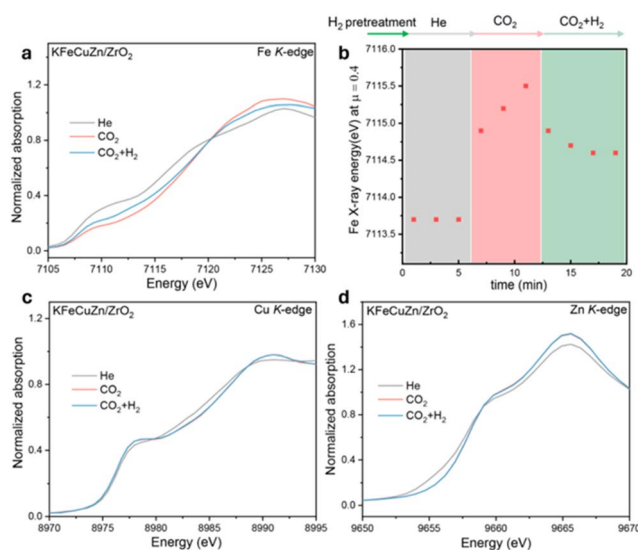 H2 pretreatment He CO2 CO2+H2
a
KFeCuZn/ZrO2 Fe K-edge
He
CO2
CO2+H2
Normalized absorption
1.2
0.8
0.4
0.0
7105 7110 7115 7120 7125 7130
Energy (eV)
b
Fe X-ray energy(eV) at μ = 0.4
7116.0
7115.5
7115.0
7114.5
7114.0
7113.5
0 5 10 15 20
time (min)
c
KFeCuZn/ZrO2 Cu K-edge
He
CO2
CO2+H2
Normalized absorption
1.2
0.8
0.4
0.0
8970 8975 8980 8985 8991 8995
Energy (eV)
d
KFeCuZn/ZrO2 Zn K-edge
He
CO2
CO2+H2
Normalized absorption
1.6
1.2
0.8
0.4
0.0
9650 9655 9660 9665 9670
Energy (eV)